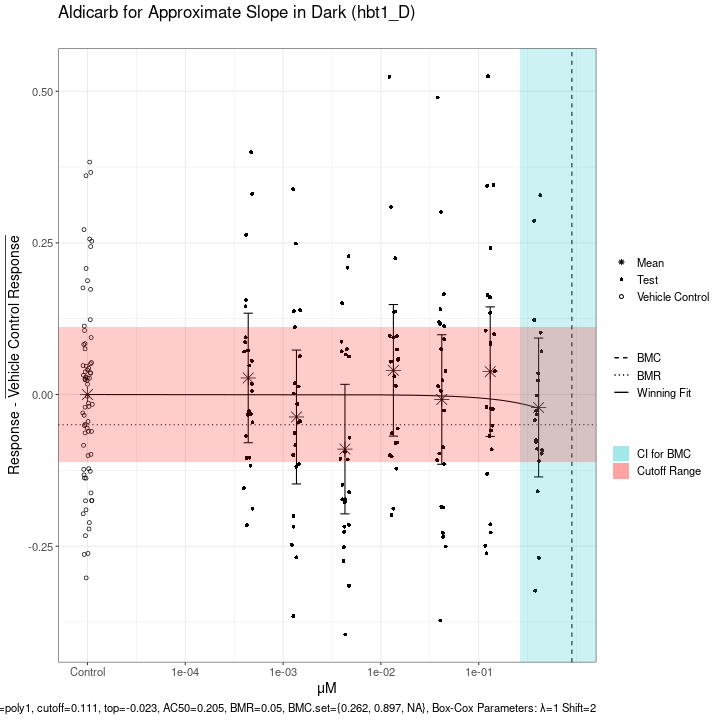 Aldicarb for Approximate Slope in Dark (hbt1_D)
Response - Vehicle Control Response
0.50
0.25
0.00
-0.25
Control
1e-04
1e-03
1e-02
1e-01
μM
Mean
Test
Vehicle Control
BMC
BMR
Winning Fit
CI for BMC
Cutoff Range
=poly1, cutoff=0.111, top=-0.023, AC50=0.205, BMR=0.05, BMC.set={0.262, 0.897, NA}, Box-Cox Parameters: λ=1 Shift=2